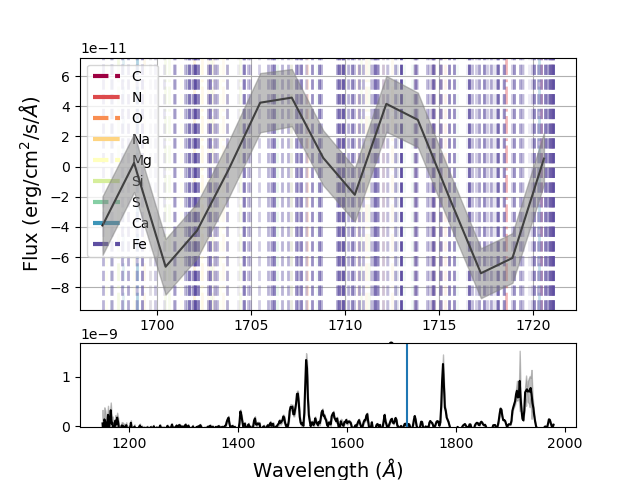 1e−11
Flux (erg/cm²/s/Å)
6
4
2
0
−2
−4
−6
−8
C
N
O
Na
Mg
Si
S
Ca
Fe
1700 1705 1710 1715 1720
1e−9
1
0
1200 1400 1600 1800 2000
Wavelength (Å)